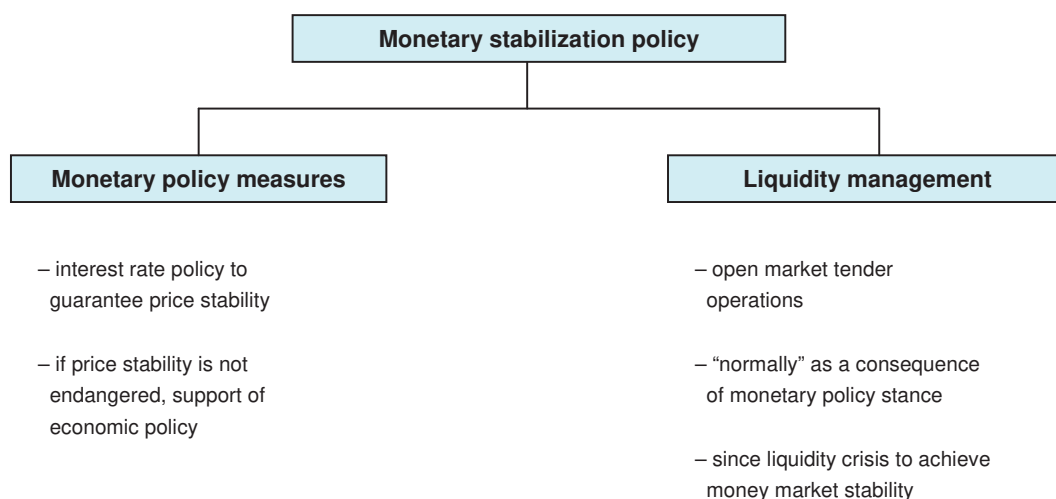 Monetary stabilization policy
Monetary policy measures
– interest rate policy to
guarantee price stability
– if price stability is not
endangered, support of
economic policy
Liquidity management
– open market tender
operations
– “normally” as a consequence
of monetary policy stance
– since liquidity crisis to achieve
money market stability